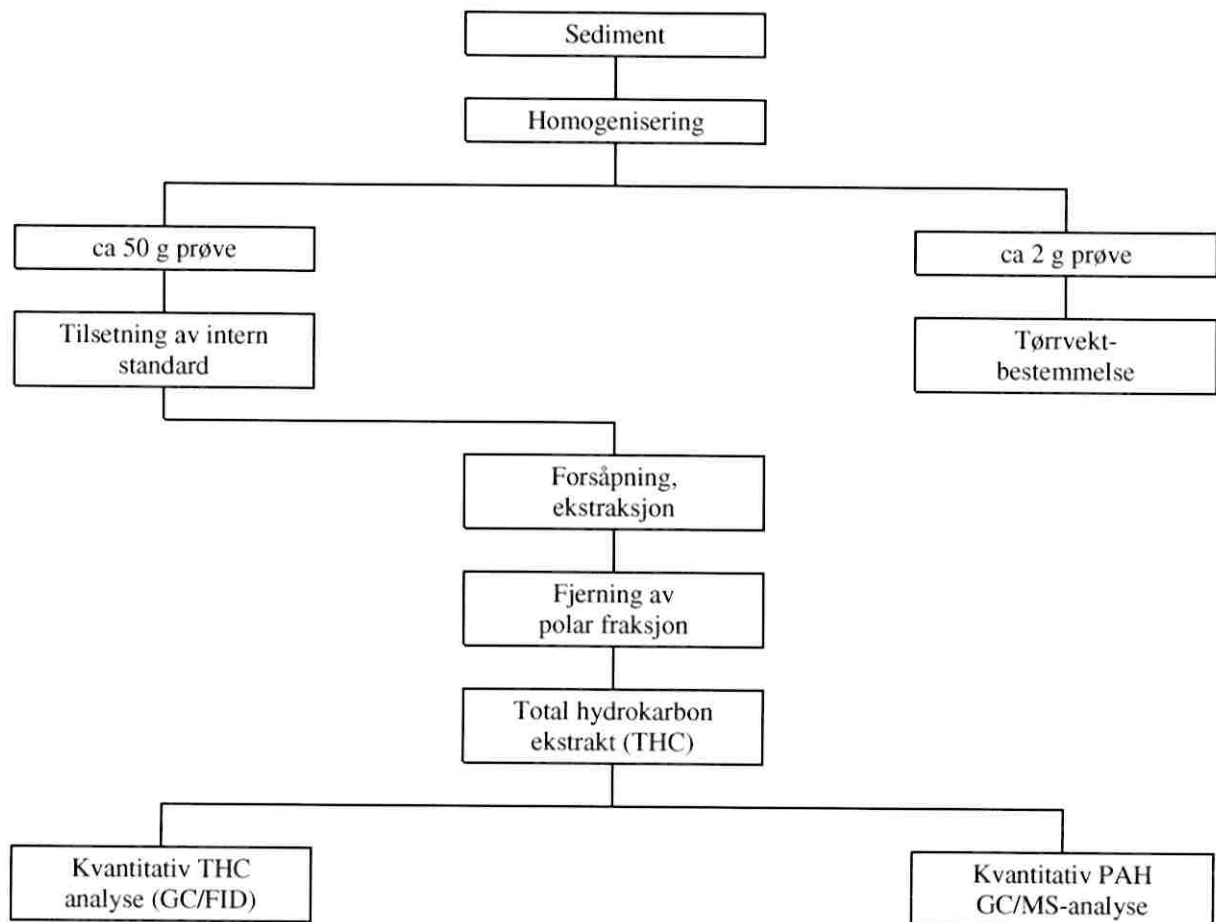 Sediment
Homogenisering
ca 50 g prøve
ca 2 g prøve
Tilsetning av intern
standard
Tørrvekt-
bestemmelse
Forsåpning,
ekstraksjon
Fjerning av
polar fraksjon
Total hydrokarbon
ekstrakt (THC)
Kvantitativ THC
analyse (GC/FID)
Kvantitativ PAH
GC/MS-analyse